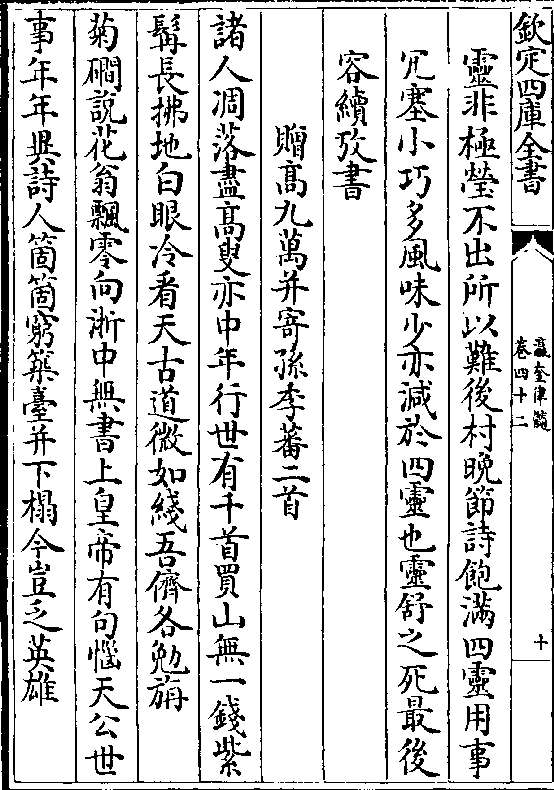 欽定四庫全書
瀛奎律髓
卷四十二
十
靈非極瑩不出所以難後村晚節詩飽滿四靈用事
冗塞小巧多風味少亦減於四靈也靈舒之死最後
容續攷書
贈髙九萬并寄孫季蕃二首
諸人凋落盡髙叟亦中年行世有千首買山無一錢紫
髯長拂地白眼冷看天古道微如綫吾儕各勉旃
菊磵說花翁飄零向浙中無書上皇帝有句惱天公世
事年年異詩人箇箇窮築臺并下榻今豈乏英雄